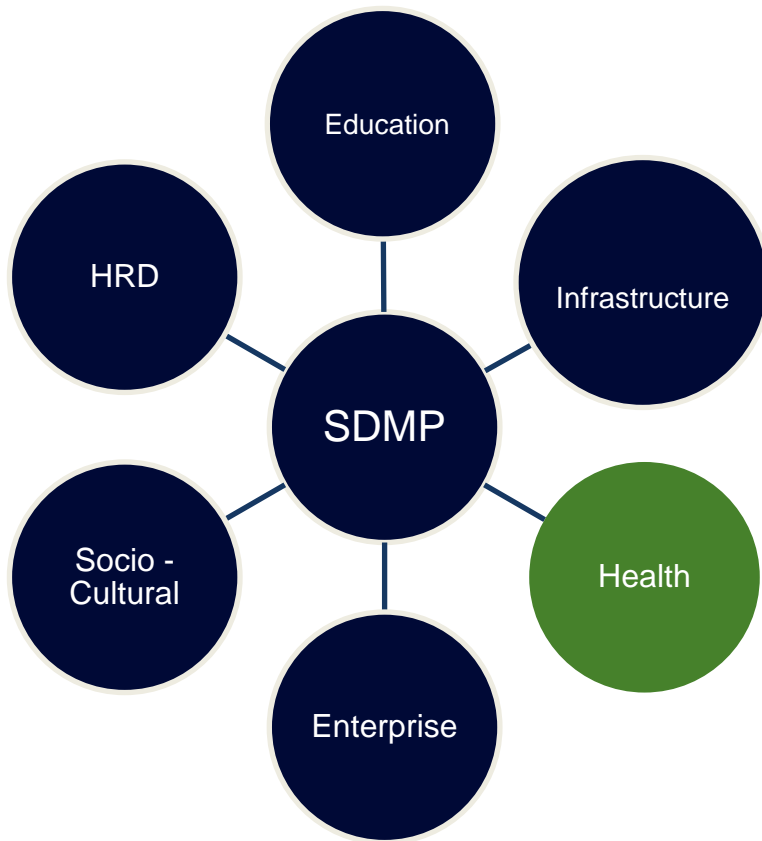 Education
HRD
Infrastructure
SDMP
Socio -
Cultural
Health
Enterprise